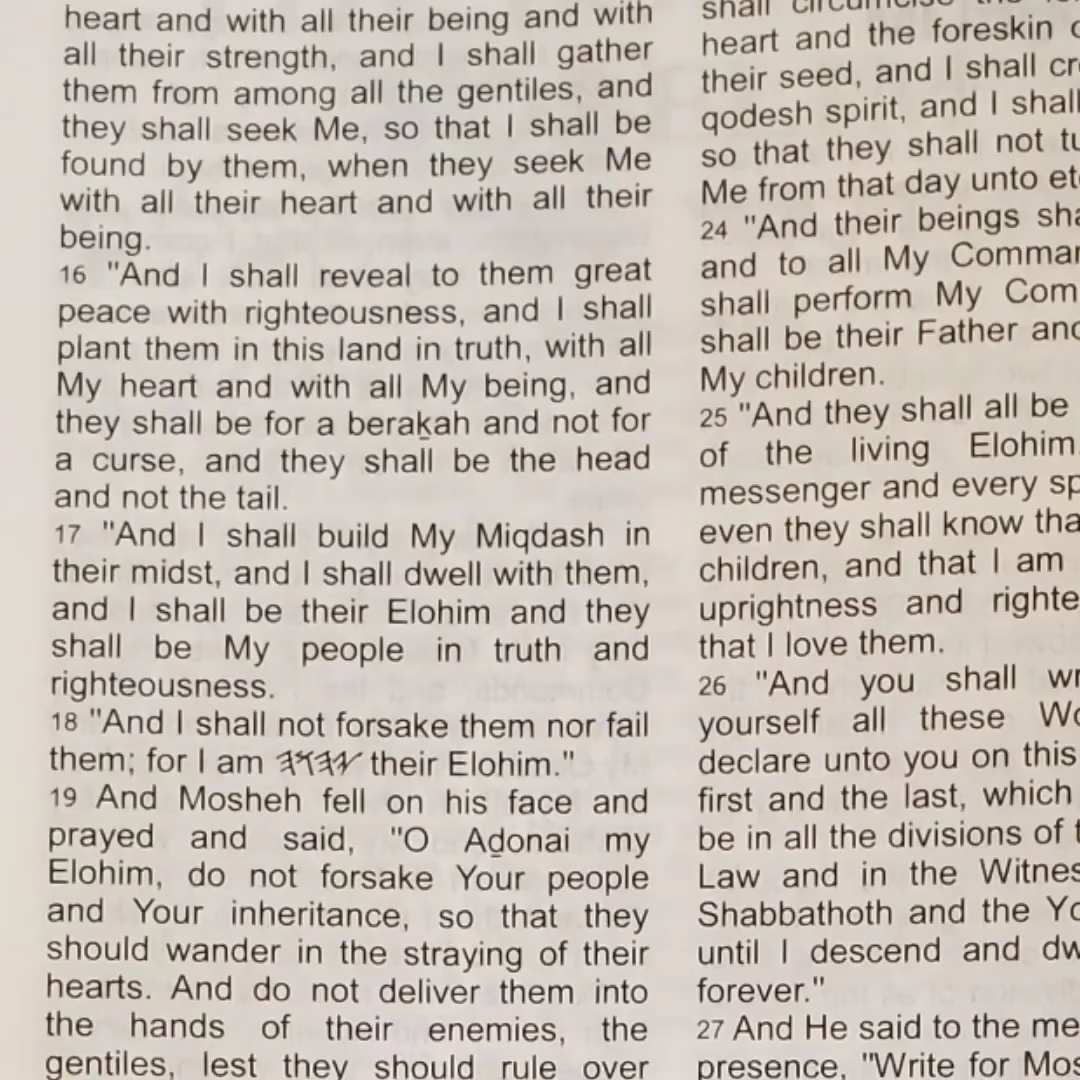 heart and with all their being and with
all their strength, and I shall gather
them from among all the gentiles, and
they shall seek Me, so that I shall be
found by them, when they seek Me
with all their heart and with all their
being.
16 "And I shall reveal to them great
peace with righteousness, and I shall
plant them in this land in truth, with all
My heart and with all My being, and
they shall be for a beraḵah and not for
a curse, and they shall be the head
and not the tail.
17 "And I shall build My Miqdash in
their midst, and I shall dwell with them,
and I shall be their Elohim and they
shall be My people in truth and
righteousness.
18 "And I shall not forsake them nor fail
them; for I am 𐤉𐤄𐤅𐤄 their Elohim."
19 And Mosheh fell on his face and
prayed and said, "O Aḏonai my
Elohim, do not forsake Your people
and Your inheritance, so that they
should wander in the straying of their
hearts. And do not deliver them into
the hands of their enemies, the
gentiles, lest they should rule over
shall circumcise the
heart and the foreskin
their seed, and I shall
qodesh spirit, and I shall
so that they shall not
Me from that day unto
24 "And their beings
and to all My
shall perform My
shall be their Father
My children.
25 "And they shall all be
of the living Elohim
messenger and every
even they shall know
children, and that I am
uprightness and
that I love them.
26 "And you shall
yourself all these
declare unto you on this
first and the last, which
be in all the divisions of
Law and in the
Shabbathoth and the
until I descend and
forever."
27 And He said to the
presence, "Write for